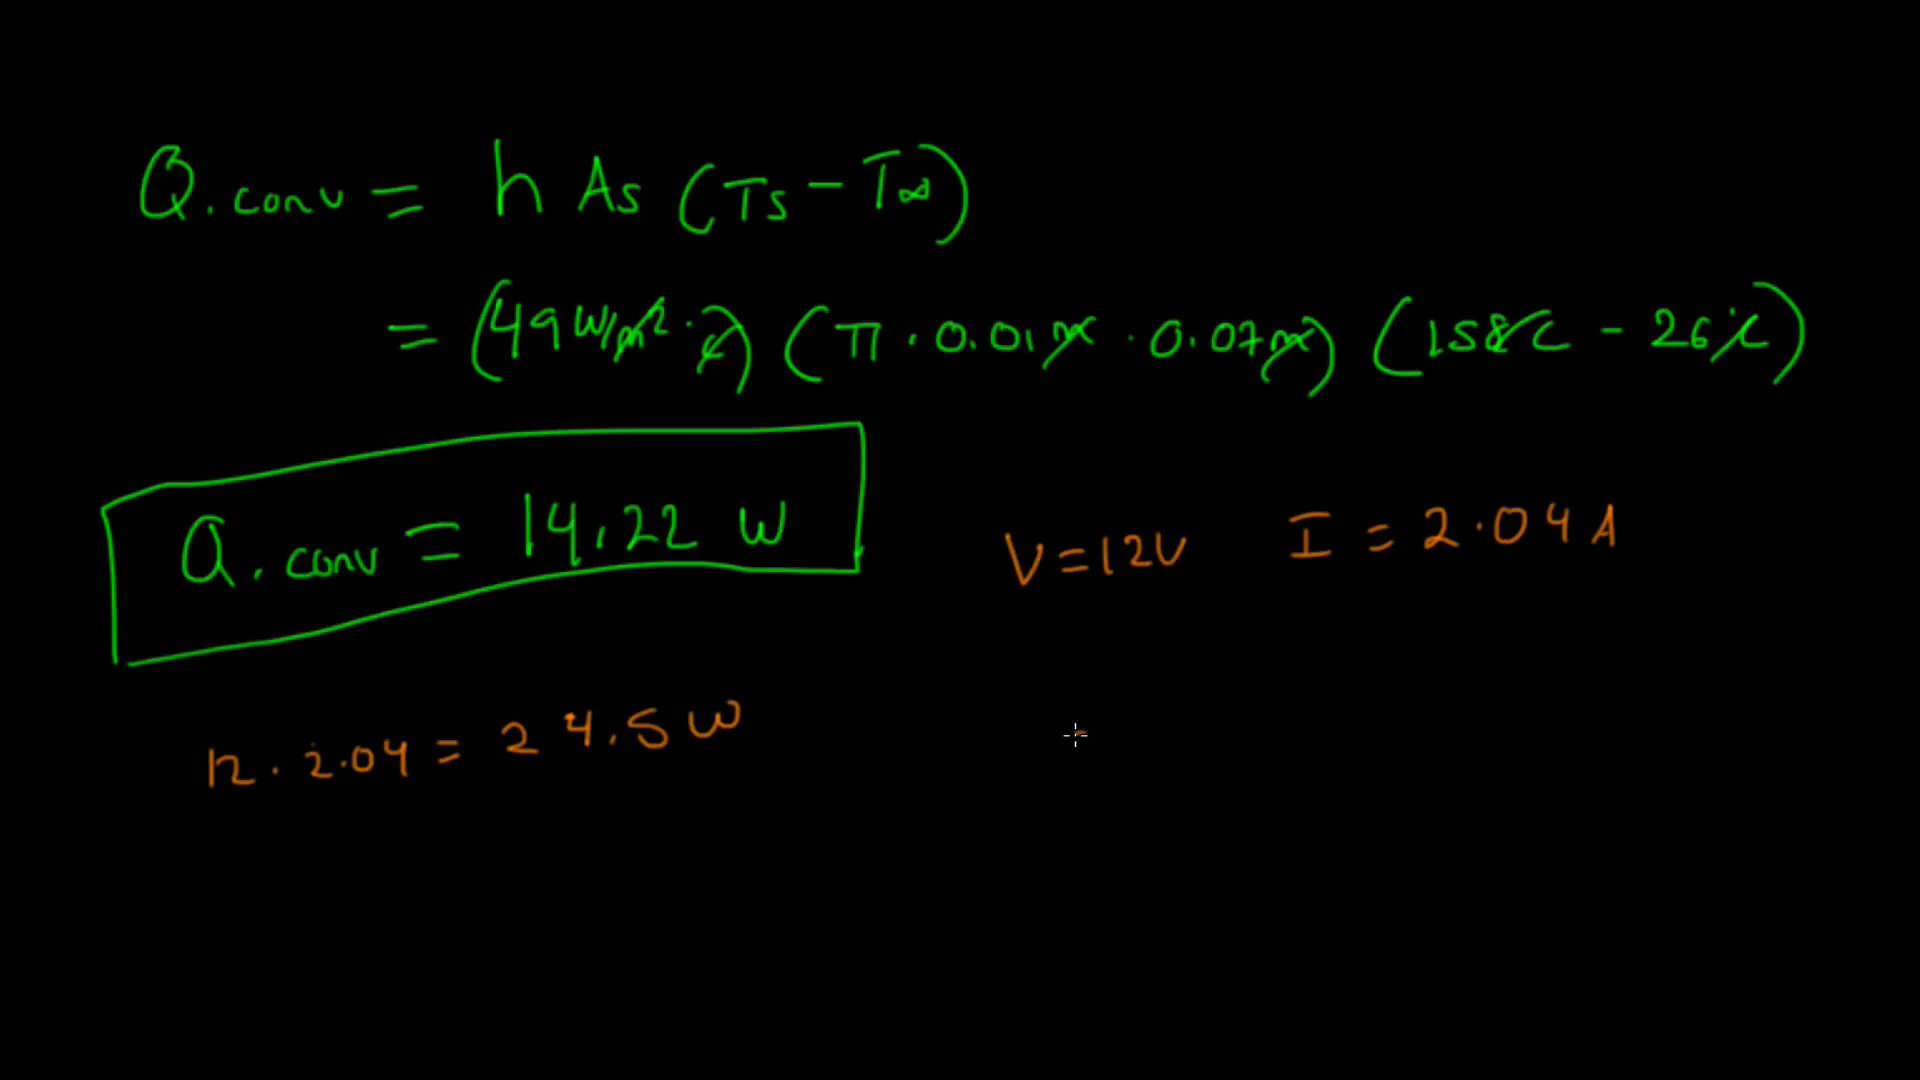 Q.conv = h As (Ts - T∞)
= (49 W/m² · c) (π · 0.01m · 0.07m) (158C - 26C)
Q.conv = 14.22 W
V = 12V I = 2.04 A
12 · 2.04 = 24.5 W